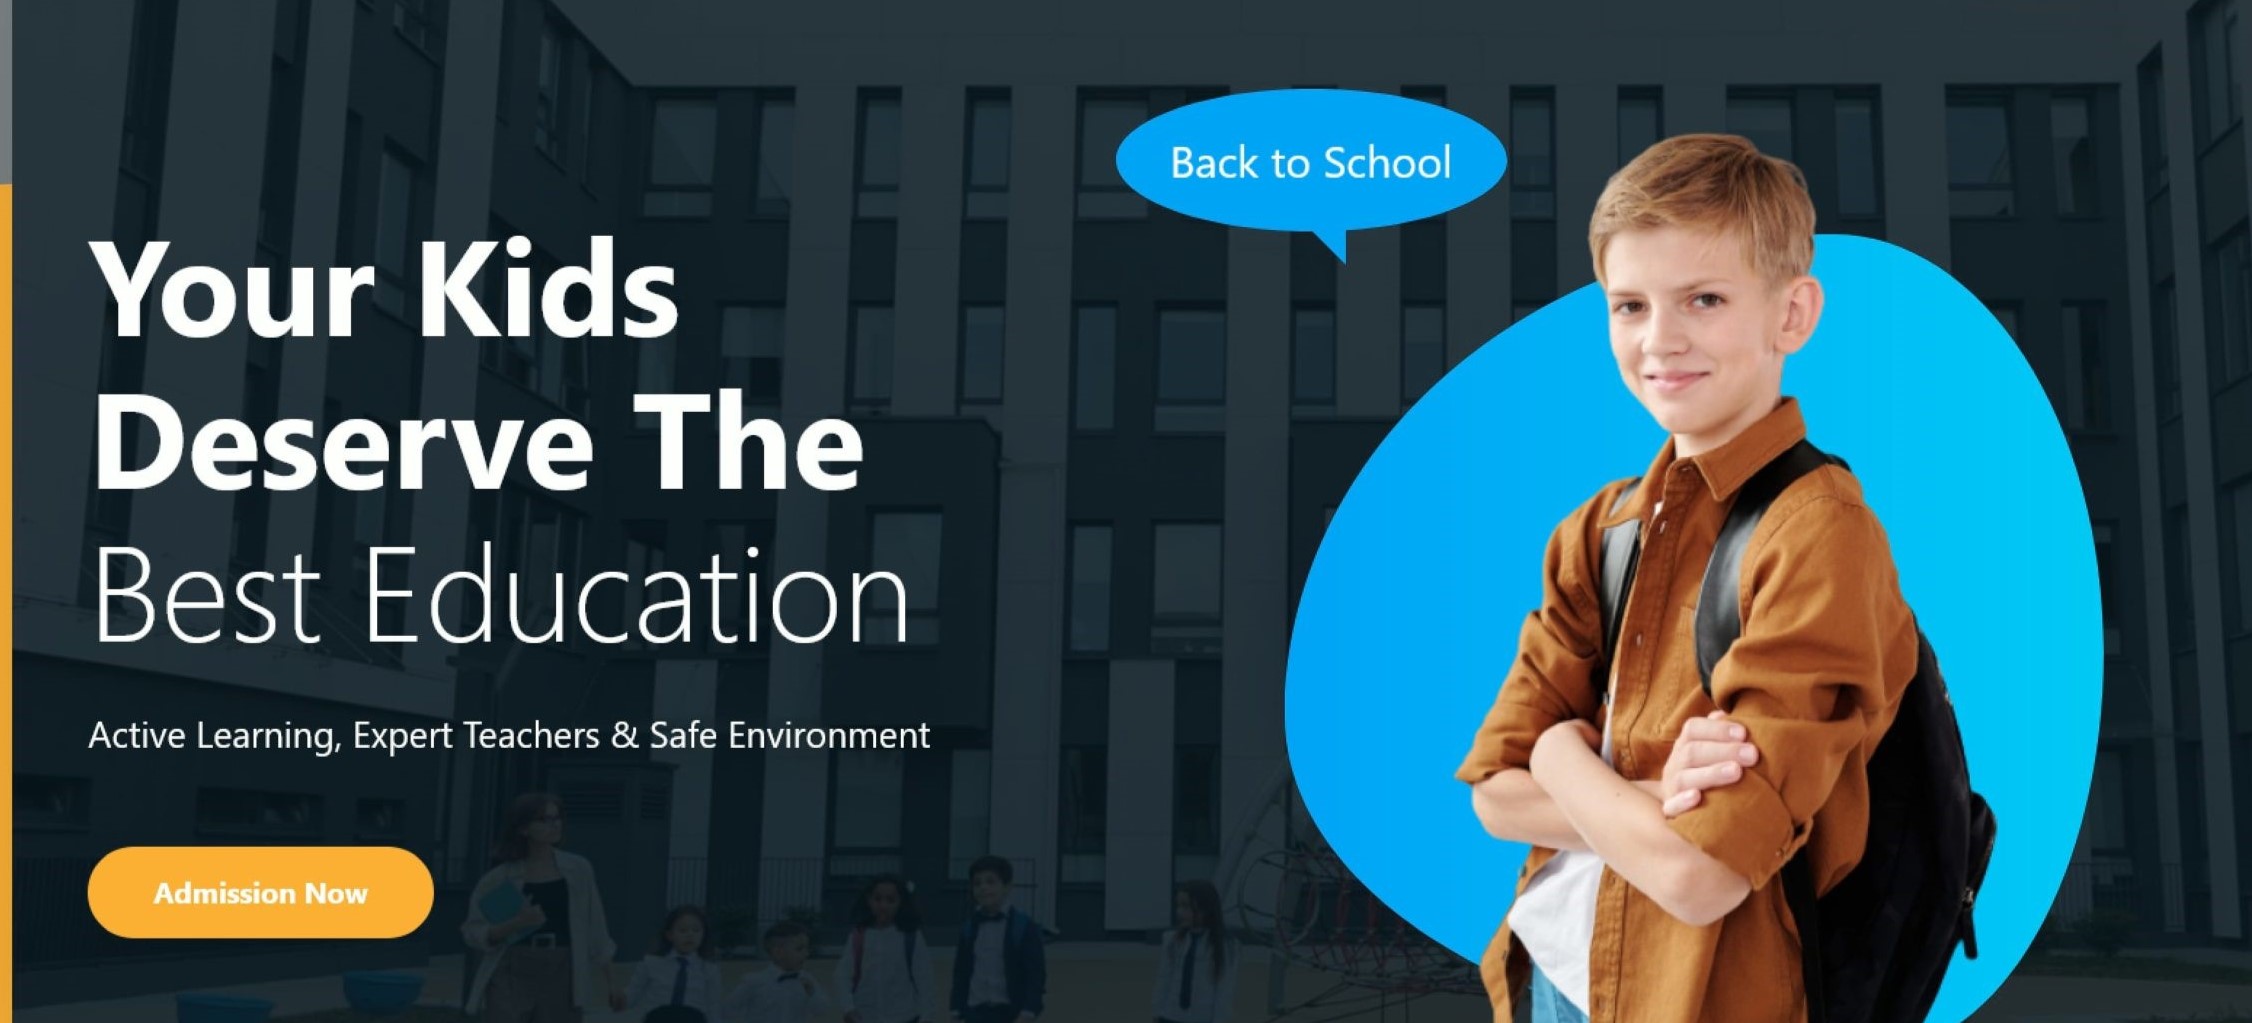 Back to School
Your Kids
Deserve The
Best Education
Active Learning, Expert Teachers & Safe Environment
Admission Now